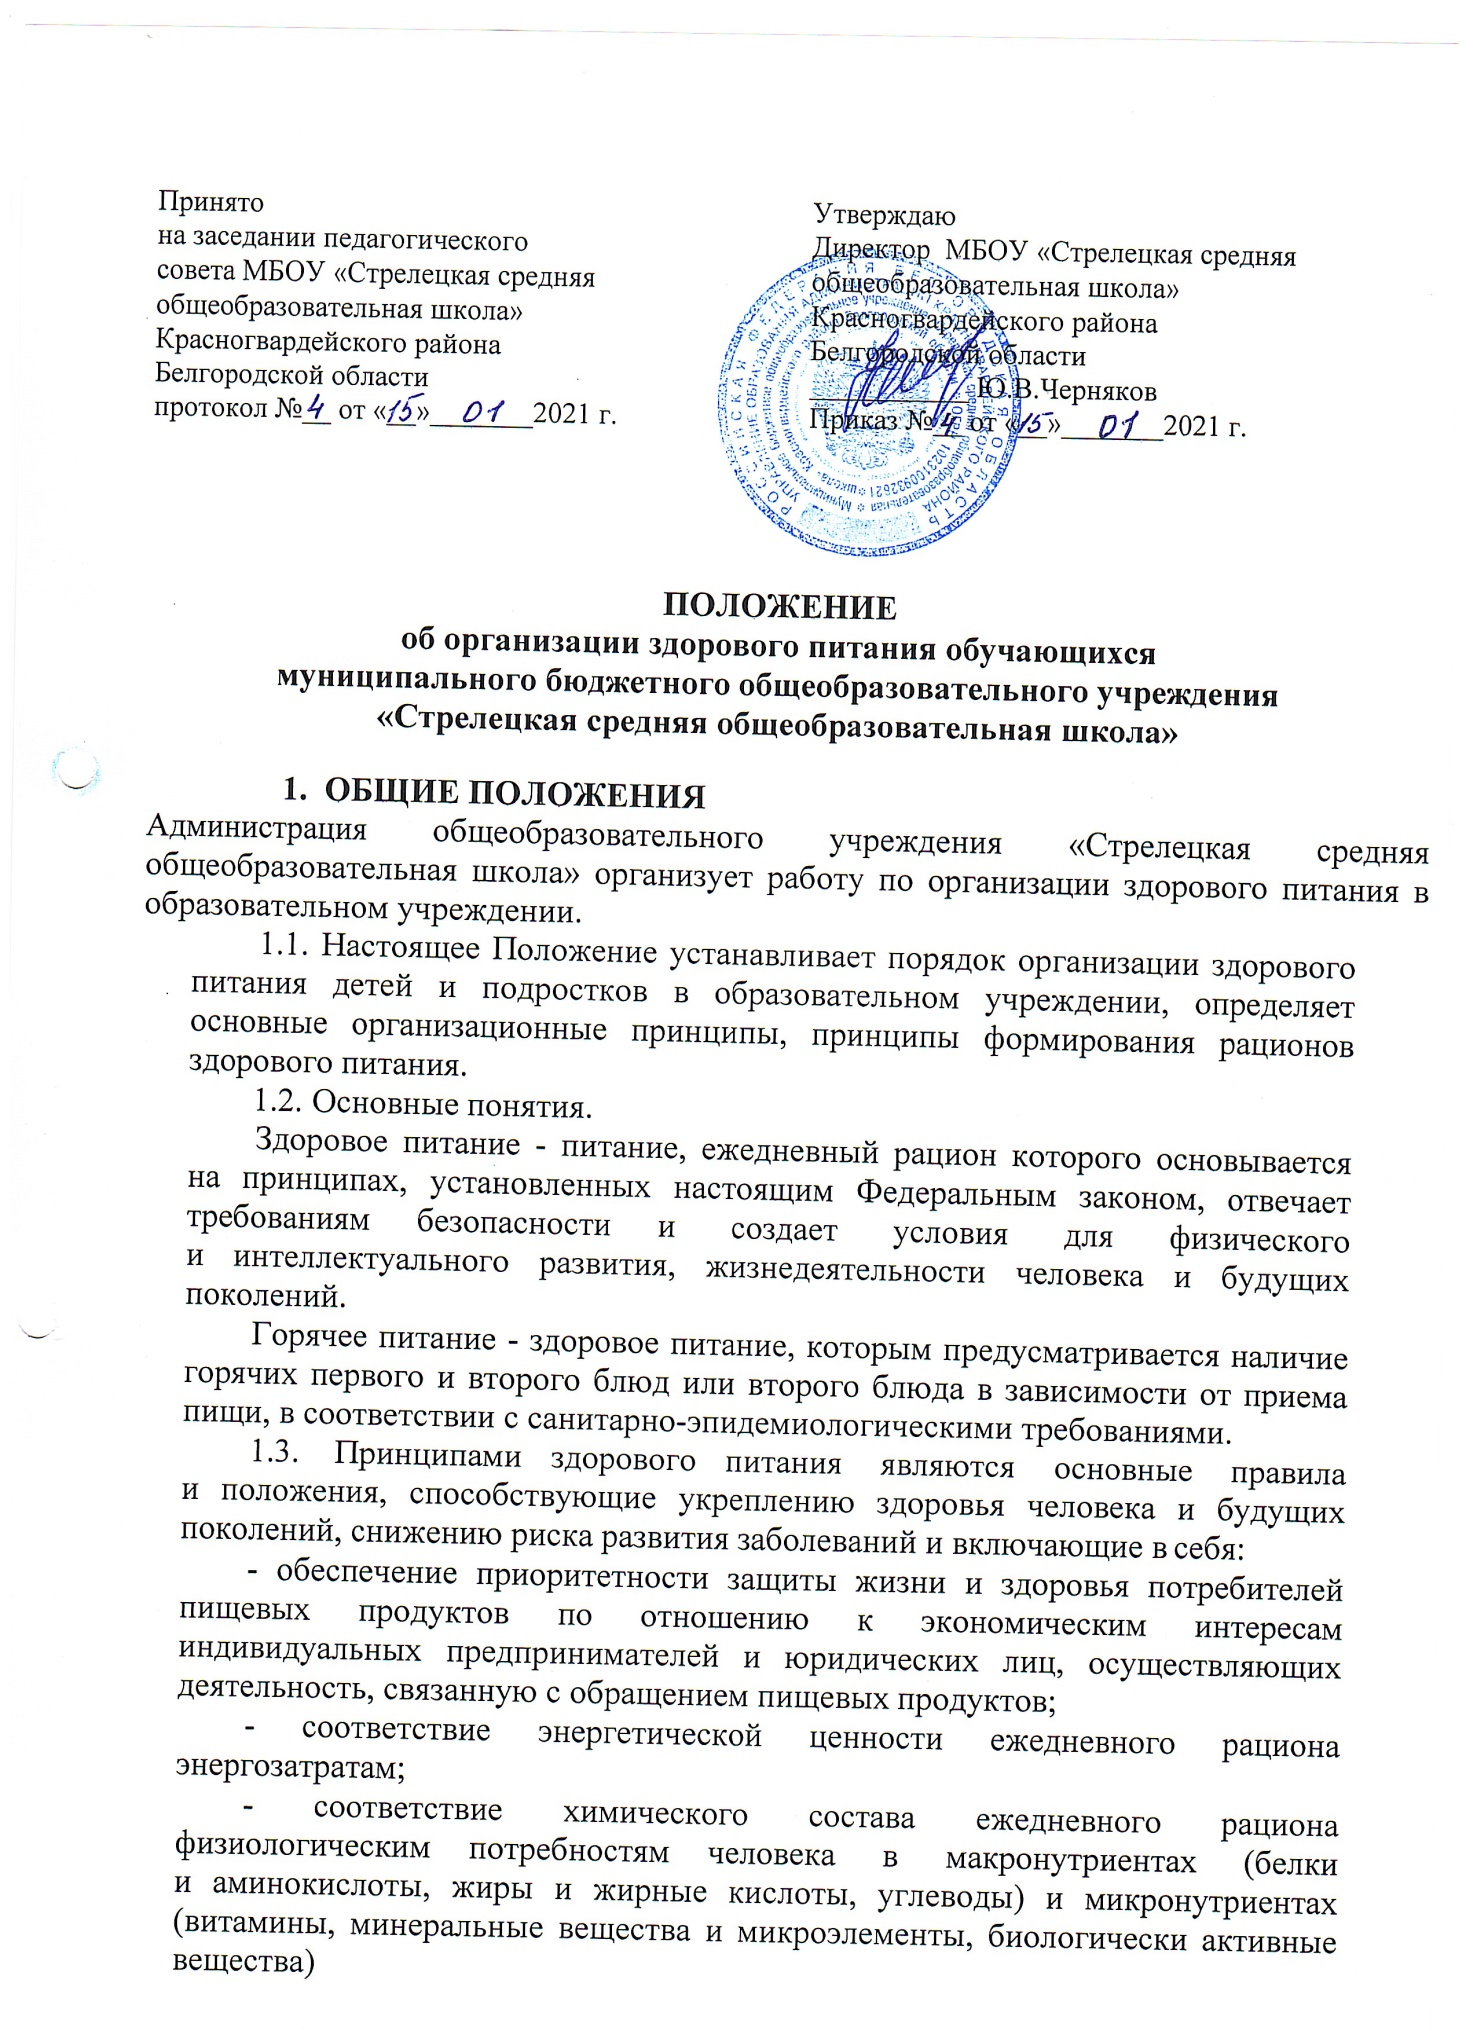 Принято
на заседании педагогического
совета МБОУ «Стрелецкая средняя
общеобразовательная школа»
Красногвардейского района
Белгородской области
протокол № 4 от «15» 01 2021 г.
Утверждаю
Директор МБОУ «Стрелецкая средняя
общеобразовательная школа»
Красногвардейского района
Белгородской области
____________ Ю.В.Черняков
Приказ № 4 от «15» 01 2021 г.
РОССИЙСКАЯ ФЕДЕРАЦИЯ БЕЛГОРОДСКАЯ ОБЛАСТЬ
ПОЛОЖЕНИЕ
об организации здорового питания обучающихся
муниципального бюджетного общеобразовательного учреждения
«Стрелецкая средняя общеобразовательная школа»
1. ОБЩИЕ ПОЛОЖЕНИЯ
Администрация общеобразовательного учреждения «Стрелецкая средняя
общеобразовательная школа» организует работу по организации здорового питания в
образовательном учреждении.
1.1. Настоящее Положение устанавливает порядок организации здорового
питания детей и подростков в образовательном учреждении, определяет
основные организационные принципы, принципы формирования рационов
здорового питания.
1.2. Основные понятия.
Здоровое питание - питание, ежедневный рацион которого основывается
на принципах, установленных настоящим Федеральным законом, отвечает
требованиям безопасности и создает условия для физического
и интеллектуального развития, жизнедеятельности человека и будущих
поколений.
Горячее питание - здоровое питание, которым предусматривается наличие
горячих первого и второго блюд или второго блюда в зависимости от приема
пищи, в соответствии с санитарно-эпидемиологическими требованиями.
1.3. Принципами здорового питания являются основные правила
и положения, способствующие укреплению здоровья человека и будущих
поколений, снижению риска развития заболеваний и включающие в себя:
- обеспечение приоритетности защиты жизни и здоровья потребителей
пищевых продуктов по отношению к экономическим интересам
индивидуальных предпринимателей и юридических лиц, осуществляющих
деятельность, связанную с обращением пищевых продуктов;
- соответствие энергетической ценности ежедневного рациона
энергозатратам;
- соответствие химического состава ежедневного рациона
физиологическим потребностям человека в макронутриентах (белки
и аминокислоты, жиры и жирные кислоты, углеводы) и микронутриентах
(витамины, минеральные вещества и микроэлементы, биологически активные
вещества)